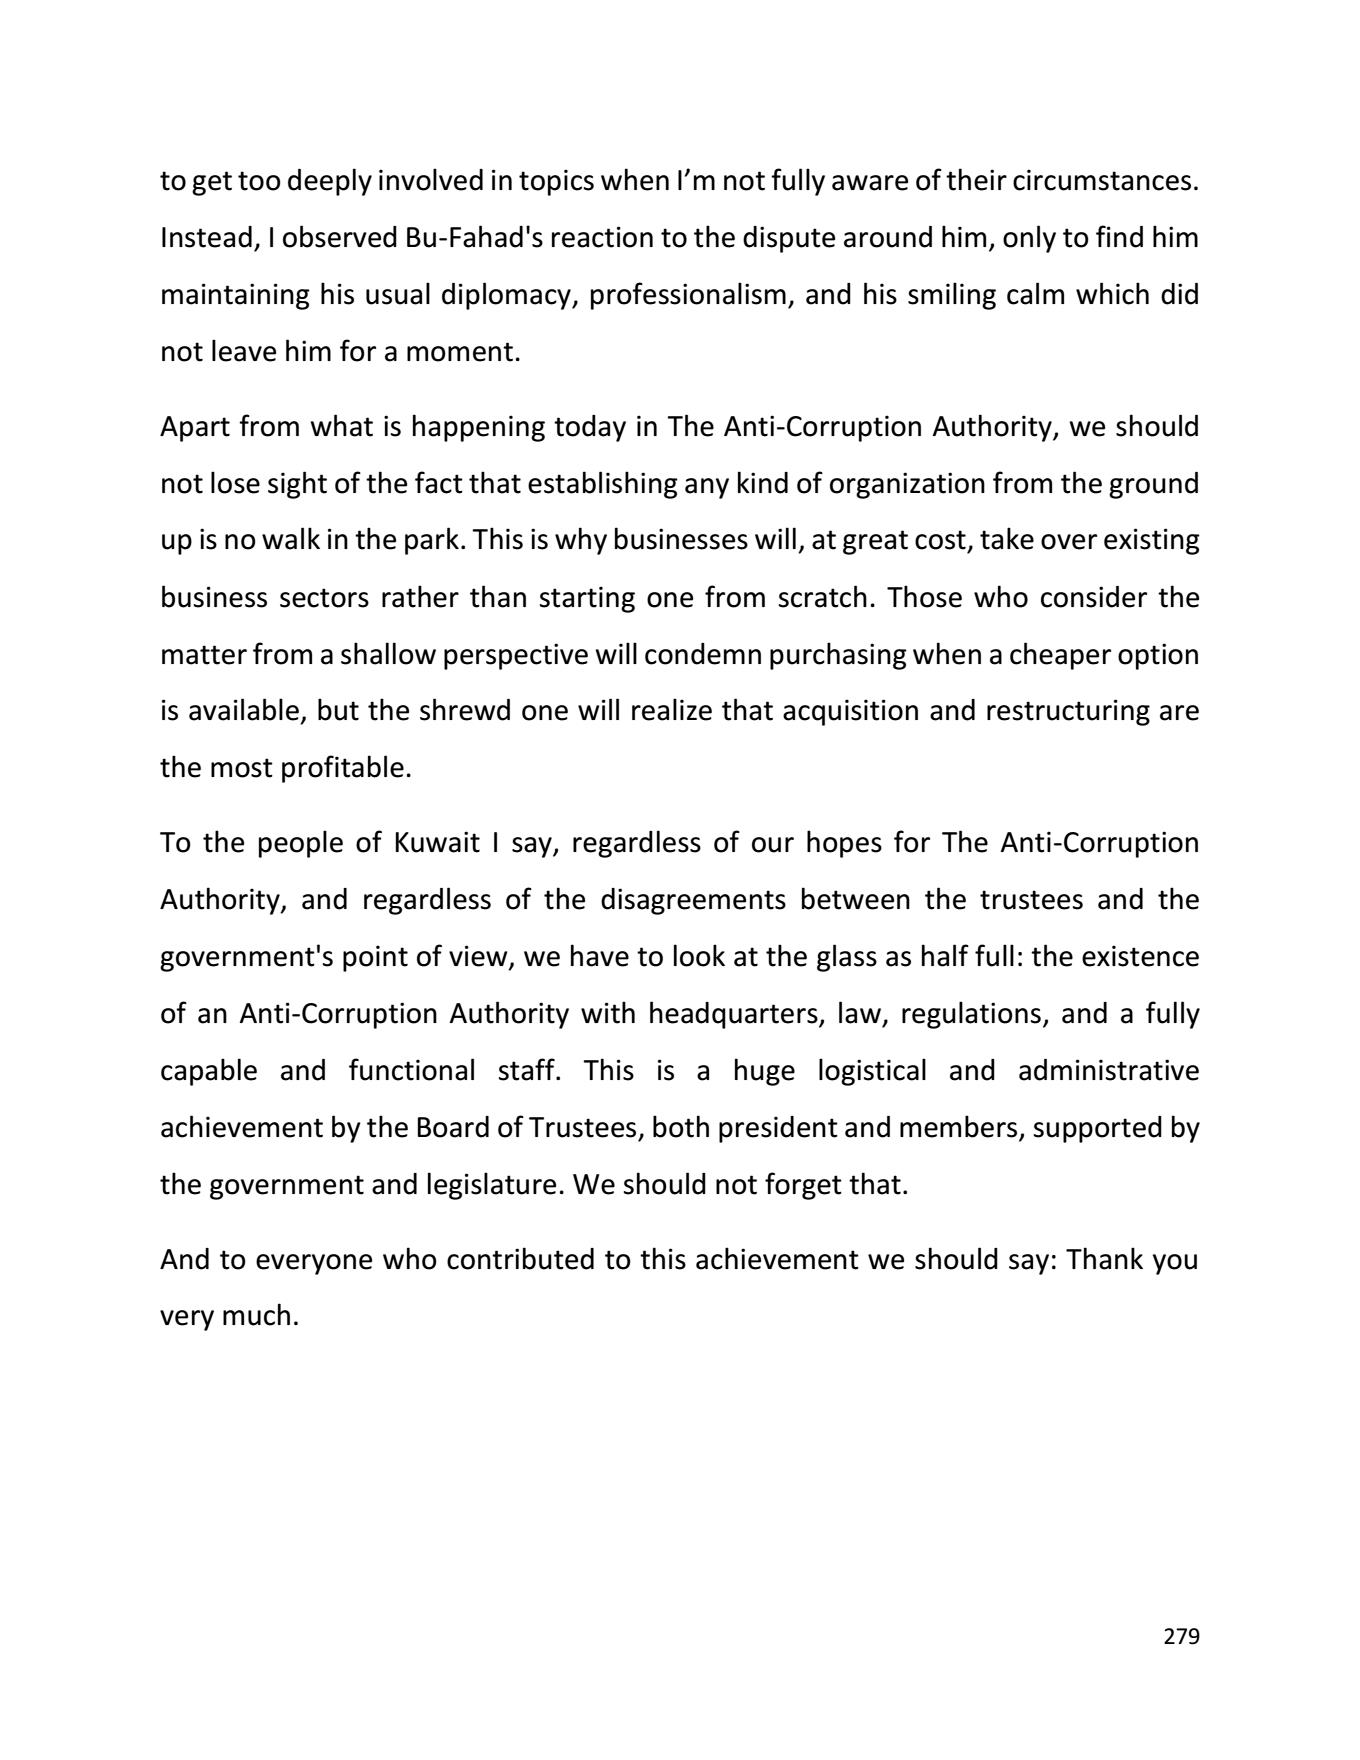 to get too deeply involved in topics when I’m not fully aware of their circumstances.
Instead, I observed Bu-Fahad's reaction to the dispute around him, only to find him
maintaining his usual diplomacy, professionalism, and his smiling calm which did
not leave him for a moment.
Apart from what is happening today in The Anti-Corruption Authority, we should
not lose sight of the fact that establishing any kind of organization from the ground
up is no walk in the park. This is why businesses will, at great cost, take over existing
business sectors rather than starting one from scratch. Those who consider the
matter from a shallow perspective will condemn purchasing when a cheaper option
is available, but the shrewd one will realize that acquisition and restructuring are
the most profitable.
To the people of Kuwait I say, regardless of our hopes for The Anti-Corruption
Authority, and regardless of the disagreements between the trustees and the
government's point of view, we have to look at the glass as half full: the existence
of an Anti-Corruption Authority with headquarters, law, regulations, and a fully
capable and functional staff. This is a huge logistical and administrative
achievement by the Board of Trustees, both president and members, supported by
the government and legislature. We should not forget that.
And to everyone who contributed to this achievement we should say: Thank you
very much.
279